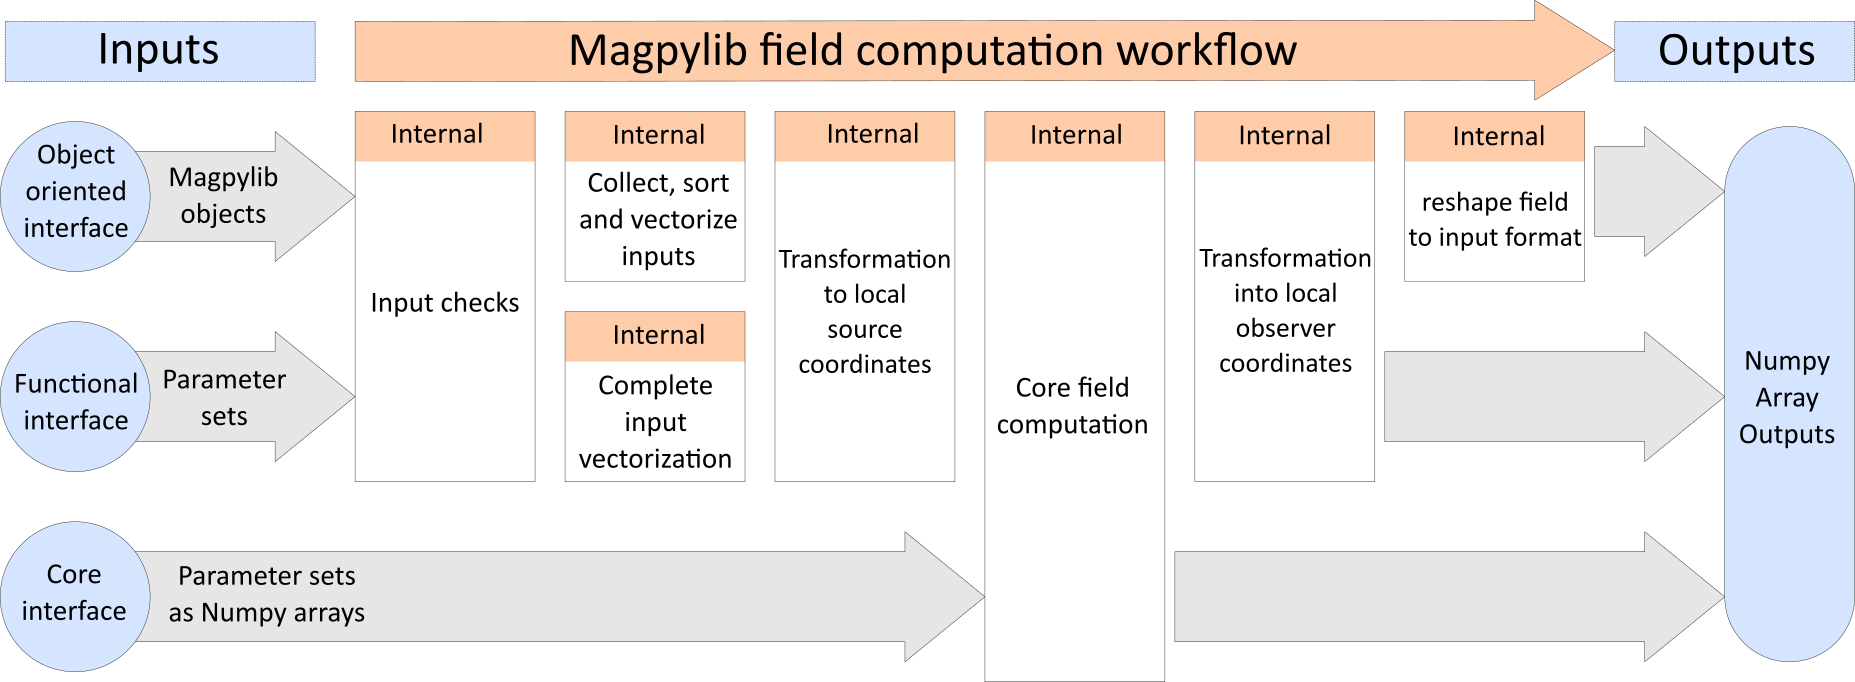 Inputs
Magpylib field computation workflow
Outputs
Object
oriented
interface
Magpylib
objects
Internal
Input checks
Internal
Collect, sort
and vectorize
inputs
Internal
Transformation
to local
source
coordinates
Internal
Core field
computation
Internal
Transformation
into local
observer
coordinates
Internal
reshape field
to input format
Functional
interface
Parameter
sets
Internal
Complete
input
vectorization
Numpy
Array
Outputs
Core
interface
Parameter sets
as Numpy arrays